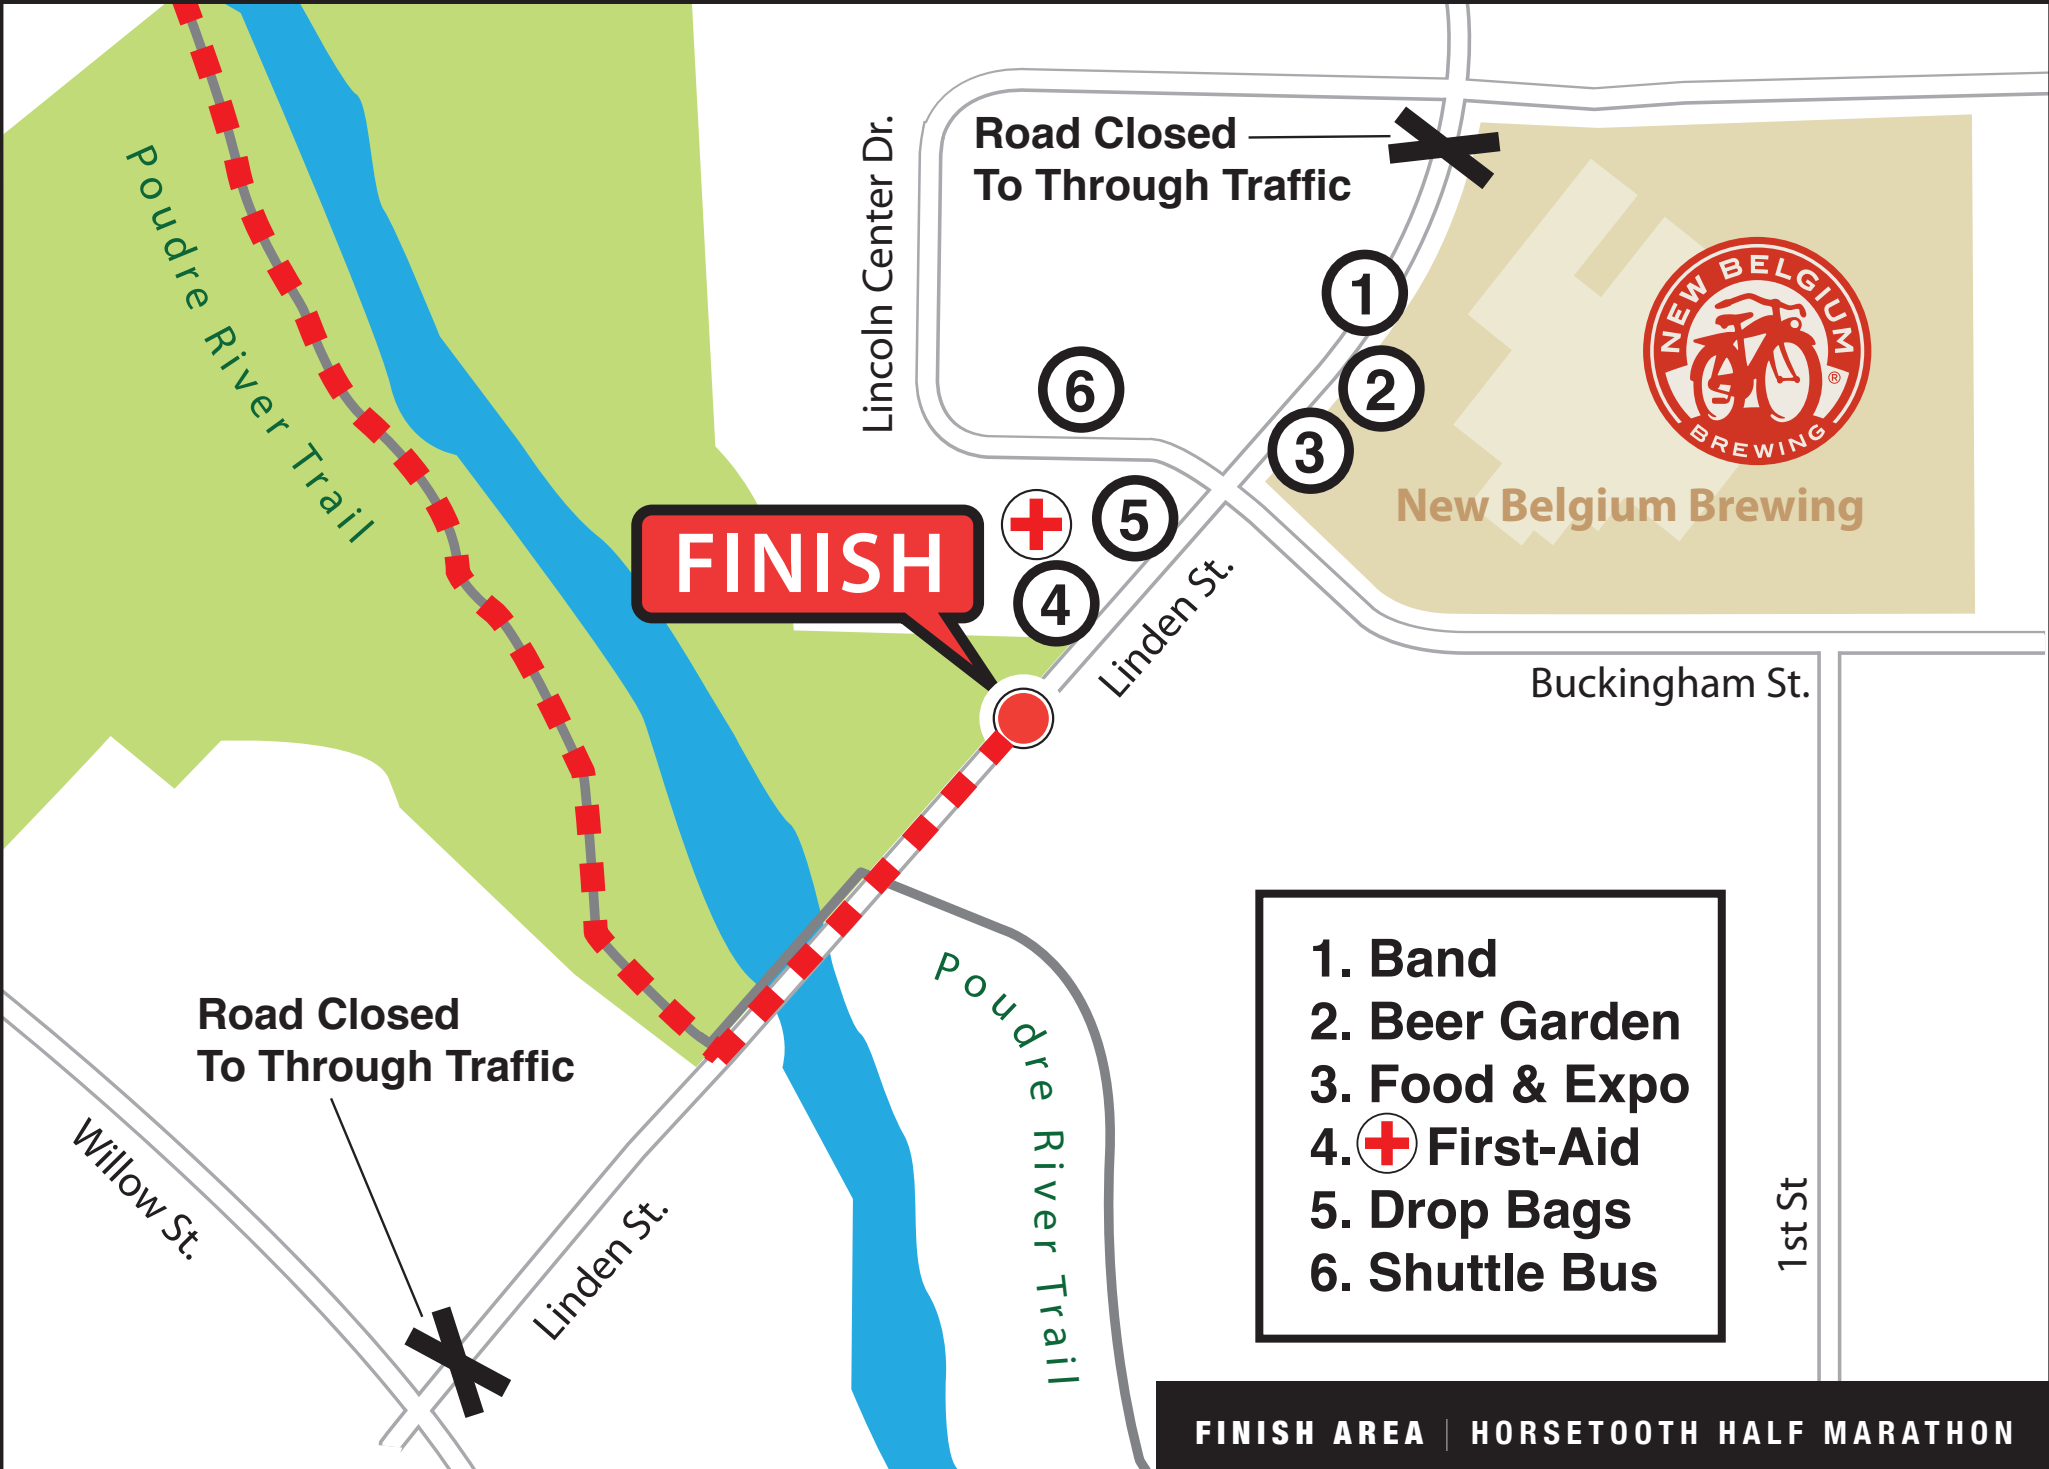 Road Closed
To Through Traffic
Lincoln Center Dr.
Poudre River Trail
1
2
3
4
5
6
NEW BELGIUM
BREWING
®
New Belgium Brewing
FINISH
Linden St.
Buckingham St.
Poudre River Trail
Road Closed
To Through Traffic
Willow St.
Linden St.
1st St
1. Band
2. Beer Garden
3. Food & Expo
4. First-Aid
5. Drop Bags
6. Shuttle Bus
FINISH AREA | HORSETOOTH HALF MARATHON